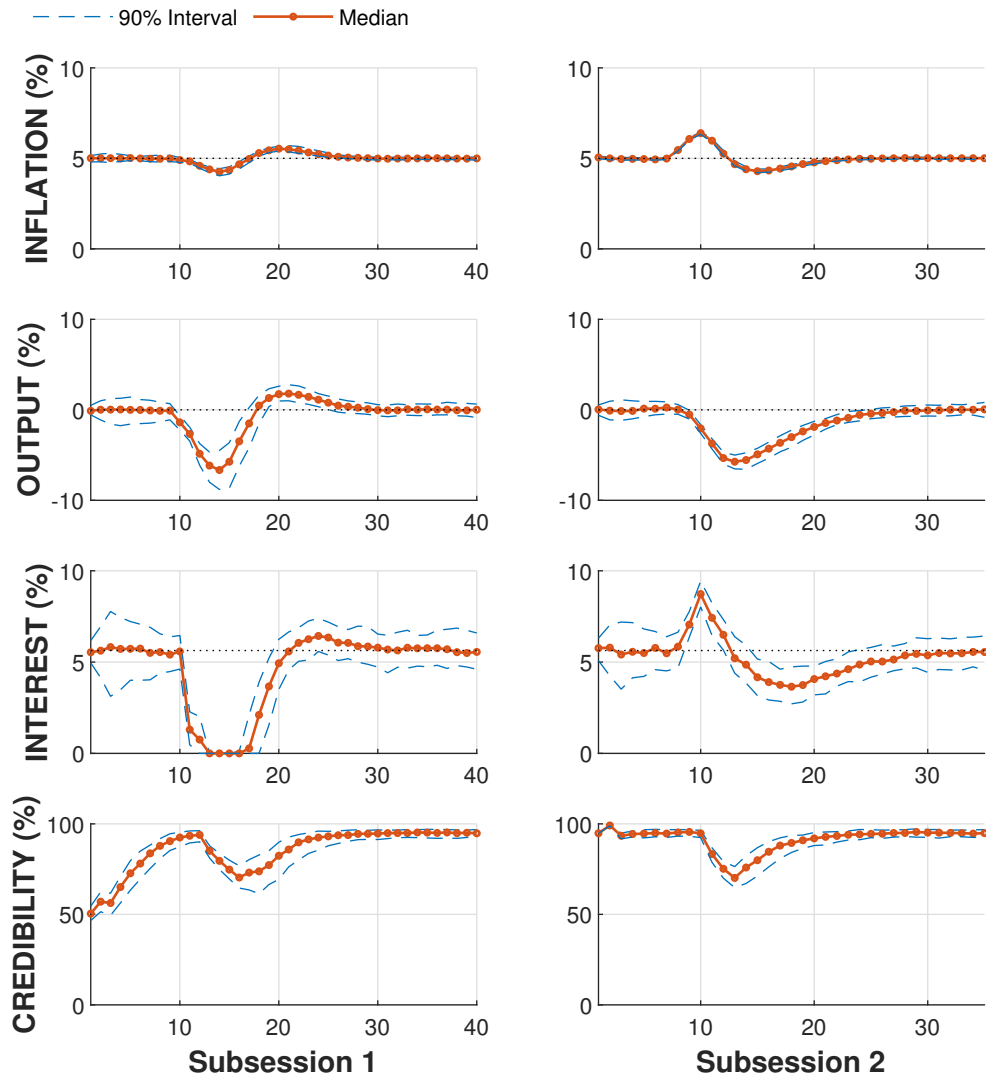 90% Interval Median
INFLATION (%)
10
5
0
10 20 30 40
10
5
0
10 20 30
OUTPUT (%)
10
0
-10
10 20 30 40
10
0
-10
10 20 30
INTEREST (%)
10
5
0
10 20 30 40
10
5
0
10 20 30
CREDIBILITY (%)
100
50
0
10 20 30 40
100
50
0
10 20 30
Subsession 1
Subsession 2